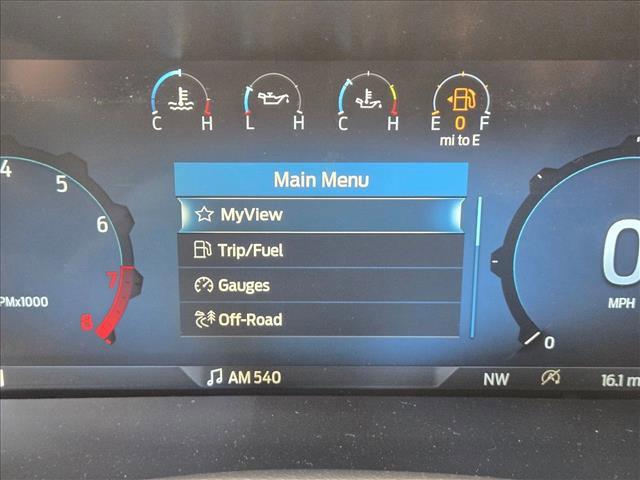 C H L H C H E 0 F
mi to E
Main Menu
MyView
Trip/Fuel
Gauges
Off-Road
4
5
6
7
8
PMx1000
0
MPH
0
AM 540
NW
16.1 m